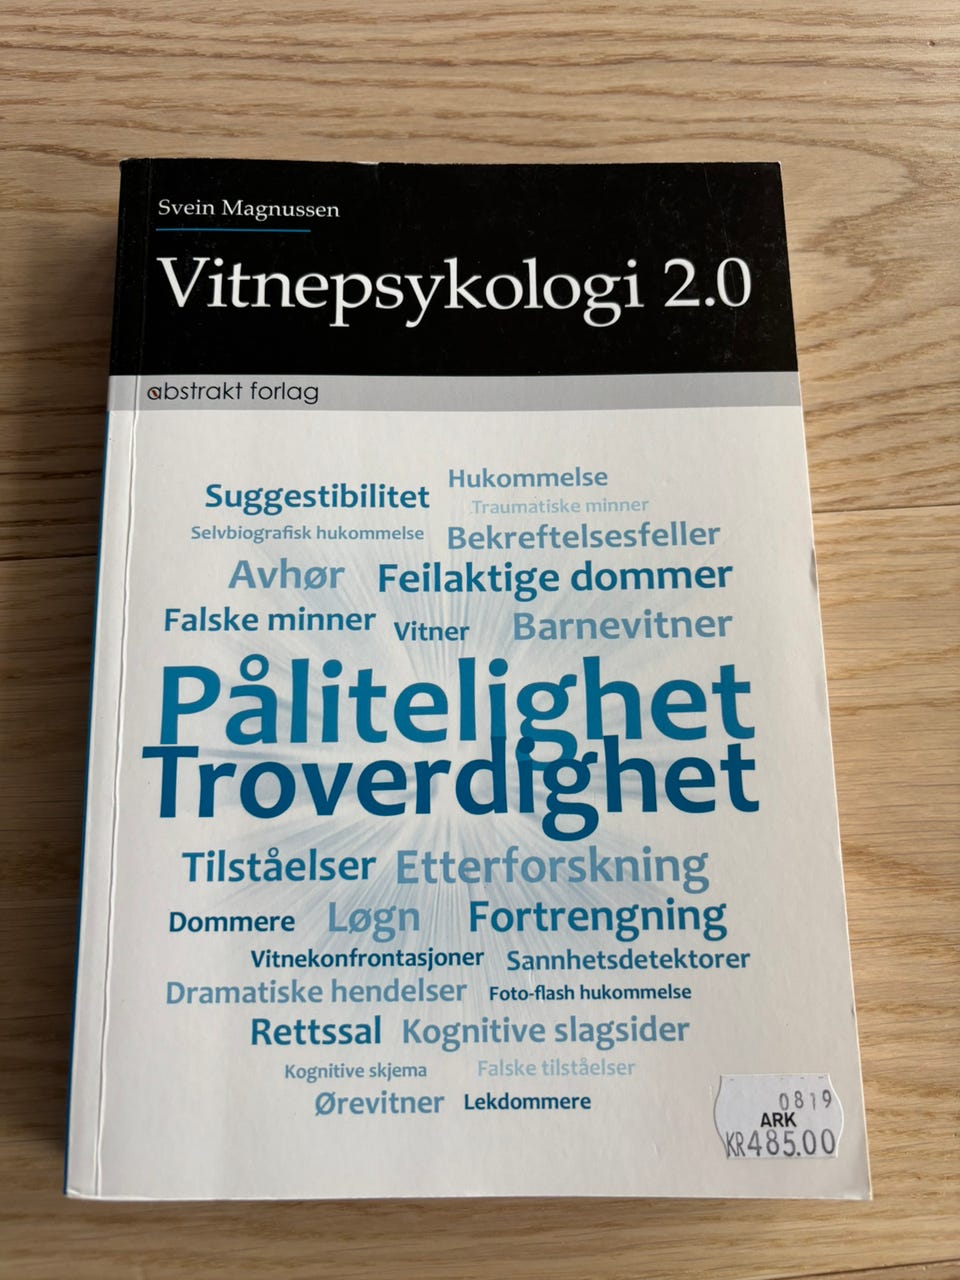 Svein Magnussen
Vitnepsykologi 2.0
abstrakt forlag
Hukommelse
Suggestibilitet
Traumatiske minner
Selvbiografisk hukommelse Bekreftelsesfeller
Avhør Feilaktige dommer
Falske minner Vitner Barnevitner
Pålitelighet
Troverdighet
Tilståelser Etterforskning
Dommere Løgn Fortrengning
Vitnekonfrontasjoner Sannhetsdetektorer
Dramatiske hendelser Foto-flash hukommelse
Rettssal Kognitive slagsider
Kognitive skjema Falske tilståelser
Ørevitner Lekdommere
0819
ARK
KR485.00